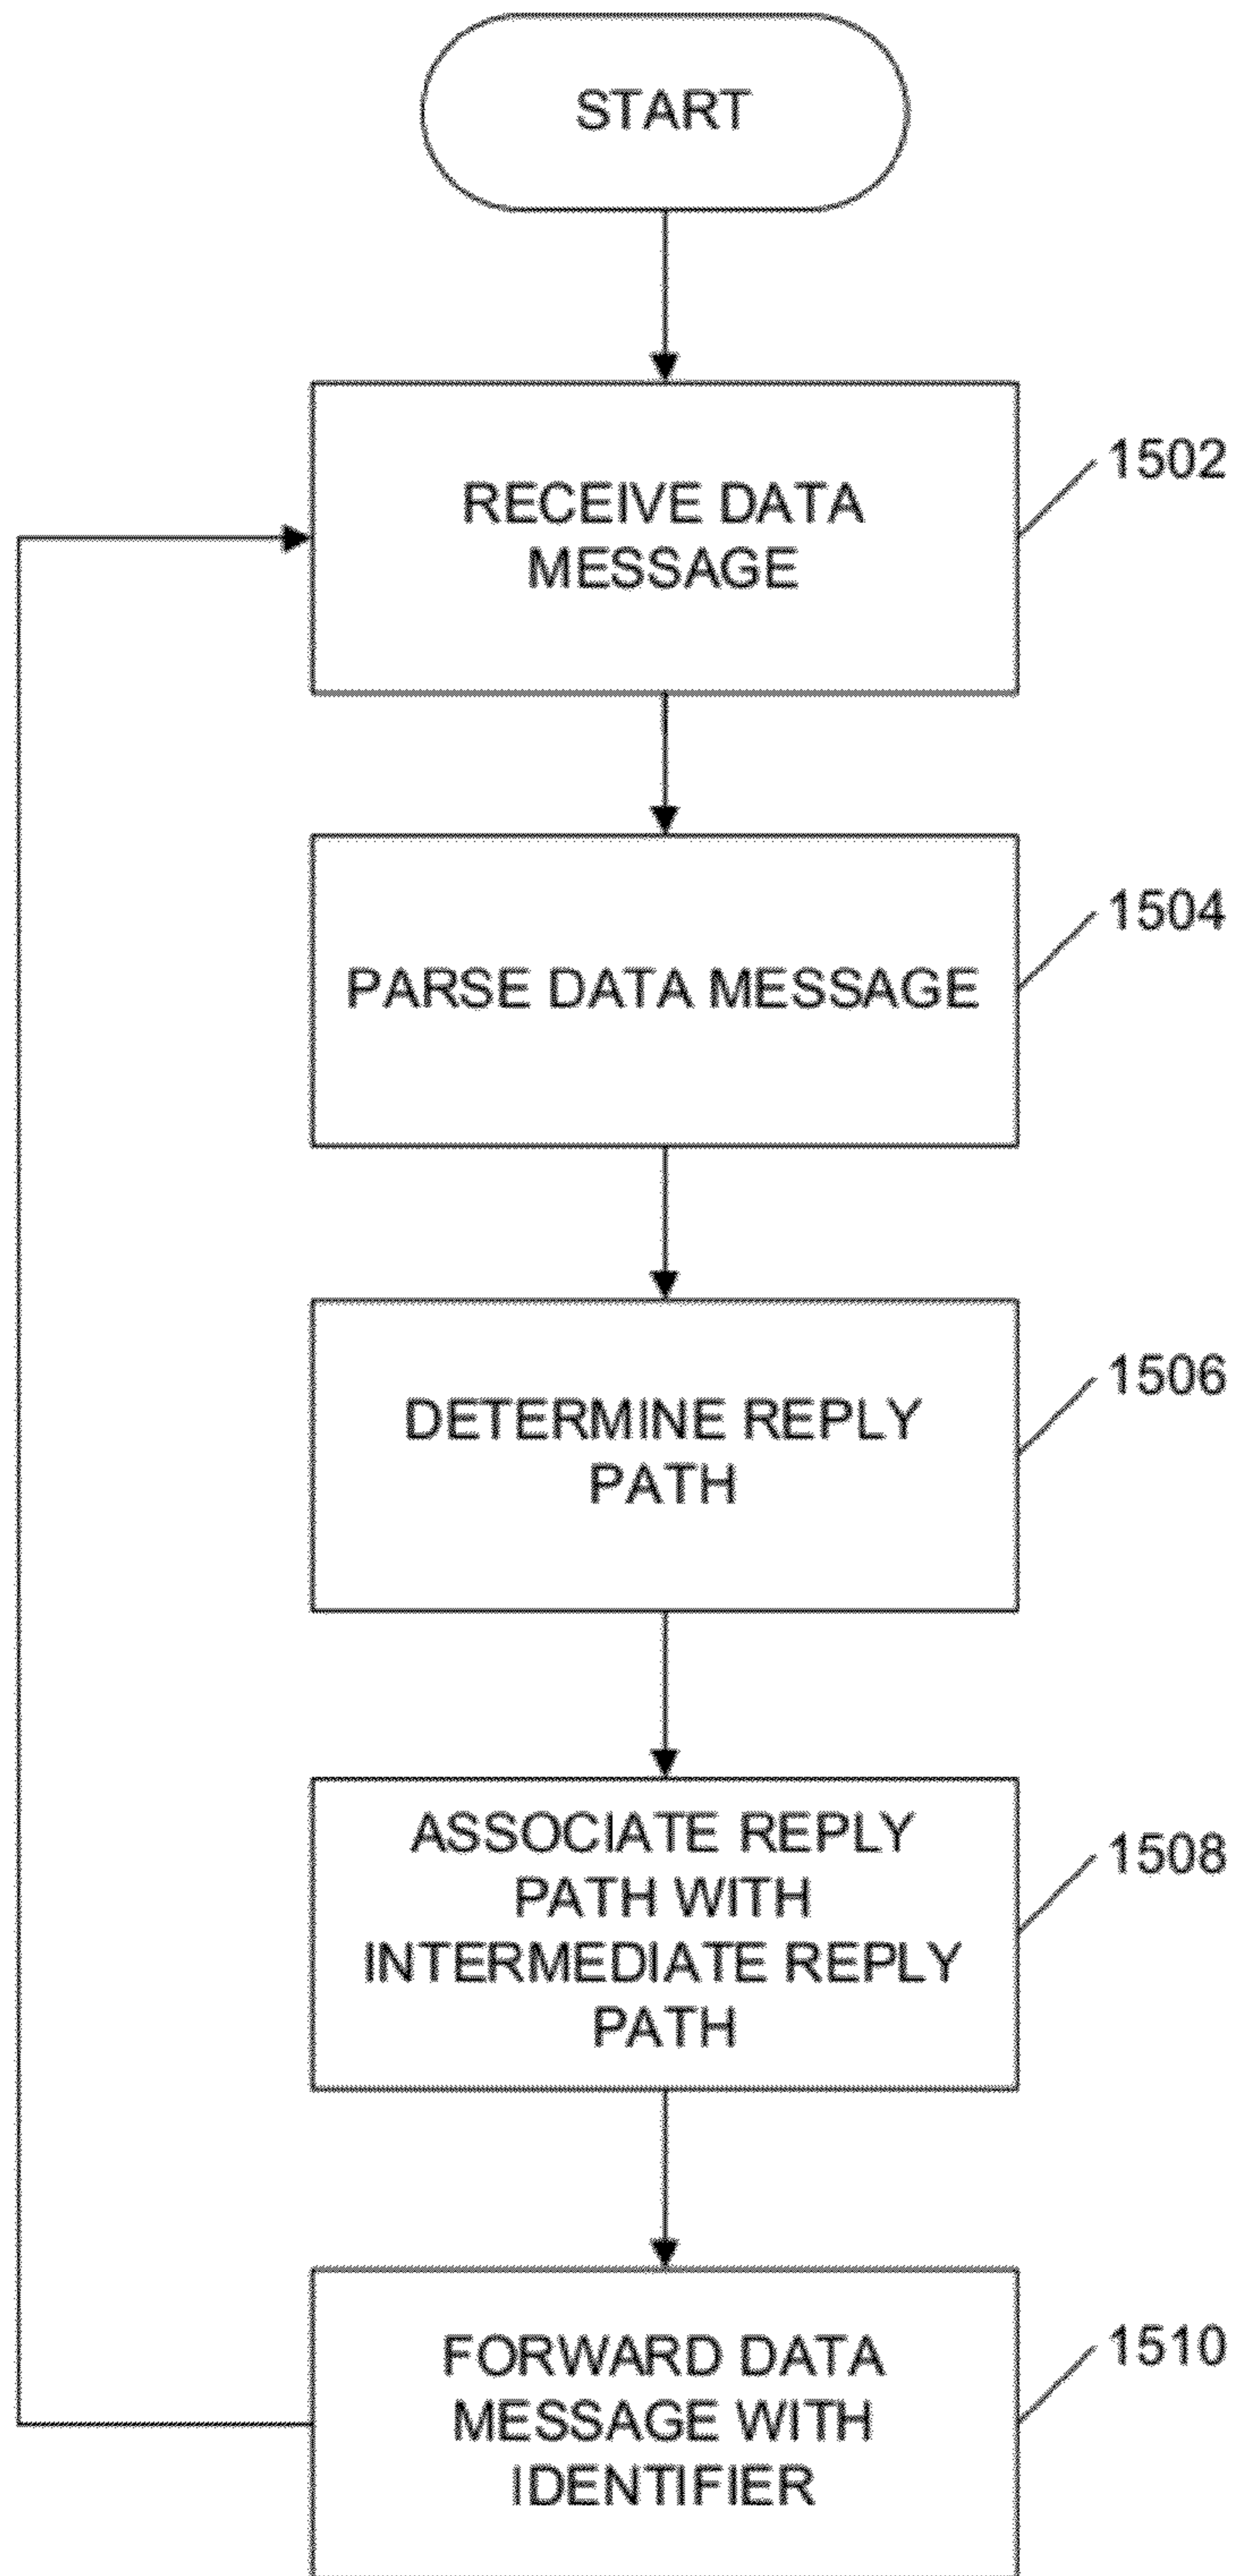 START
RECEIVE DATA
MESSAGE
1502
PARSE DATA MESSAGE
1504
DETERMINE REPLY
PATH
1506
ASSOCIATE REPLY
PATH WITH
INTERMEDIATE REPLY
PATH
1508
FORWARD DATA
MESSAGE WITH
IDENTIFIER
1510